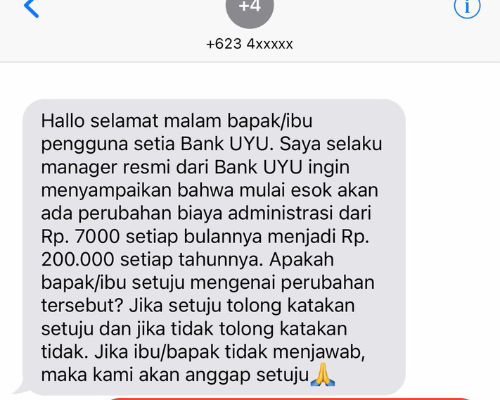 +4
+623 4xxxxx
Hallo selamat malam bapak/ibu
pengguna setia Bank UYU. Saya selaku
manager resmi dari Bank UYU ingin
menyampaikan bahwa mulai esok akan
ada perubahan biaya administrasi dari
Rp. 7000 setiap bulannya menjadi Rp.
200.000 setiap tahunnya. Apakah
bapak/ibu setuju mengenai perubahan
tersebut? Jika setuju tolong katakan
setuju dan jika tidak tolong katakan
tidak. Jika ibu/bapak tidak menjawab,
maka kami akan anggap setuju🙏